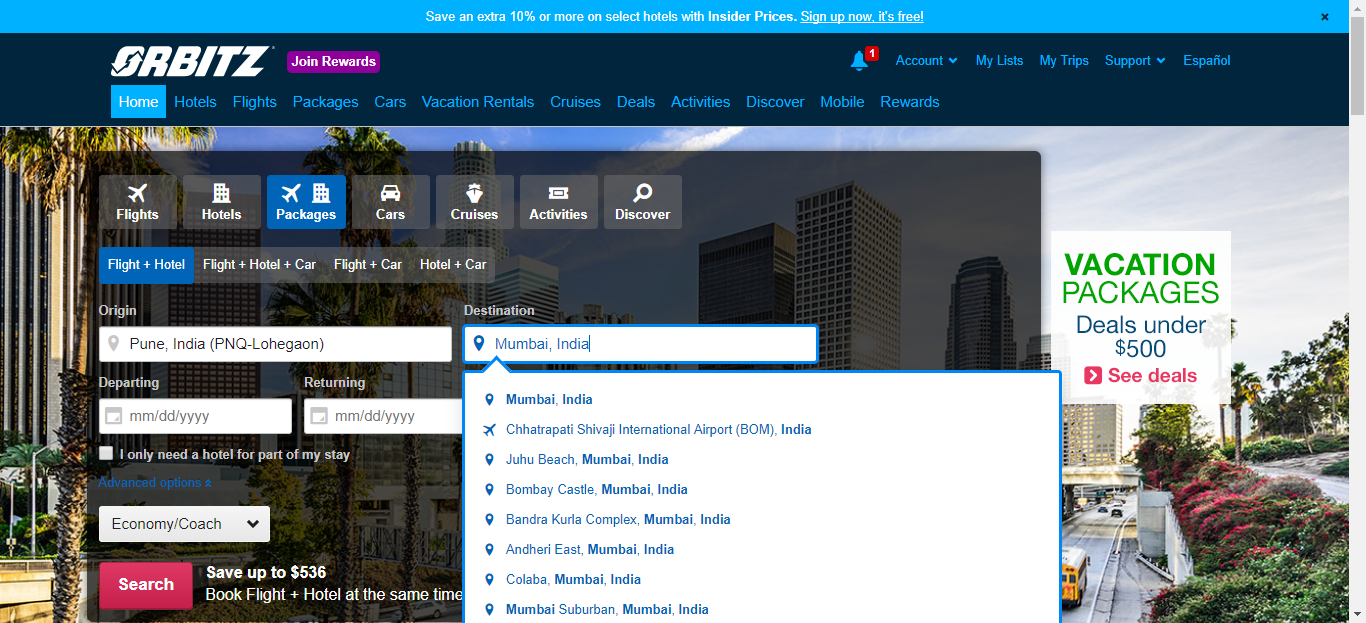 Save an extra 10% or more on select hotels with Insider Prices. Sign up now, it's free! ×
ORBITZ Join Rewards 1 Account My Lists My Trips Support Español
Home Hotels Flights Packages Cars Vacation Rentals Cruises Deals Activities Discover Mobile Rewards
Flights Hotels Packages Cars Cruises Activities Discover
Flight + Hotel Flight + Hotel + Car Flight + Car Hotel + Car
Origin Destination
Pune, India (PNQ-Lohegaon) Mumbai, India
Departing Returning
mm/dd/yyyy mm/dd/yyyy
I only need a hotel for part of my stay
Advanced options
Economy/Coach
Search
Save up to $536
Book Flight + Hotel at the same time
Mumbai, India
Chhatrapati Shivaji International Airport (BOM), India
Juhu Beach, Mumbai, India
Bombay Castle, Mumbai, India
Bandra Kurla Complex, Mumbai, India
Andheri East, Mumbai, India
Colaba, Mumbai, India
Mumbai Suburban, Mumbai, India
VACATION
PACKAGES
Deals under
$500
See deals